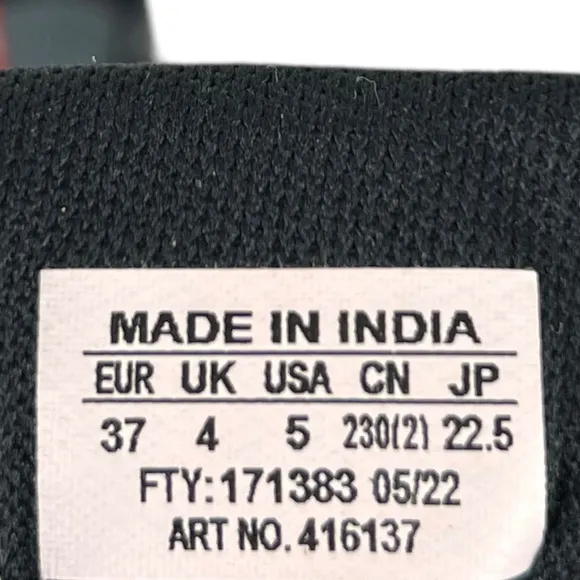 MADE IN INDIA
EUR UK USA CN JP
37 4 5 230(2) 22.5
FTY: 171383 05/22
ART NO. 416137